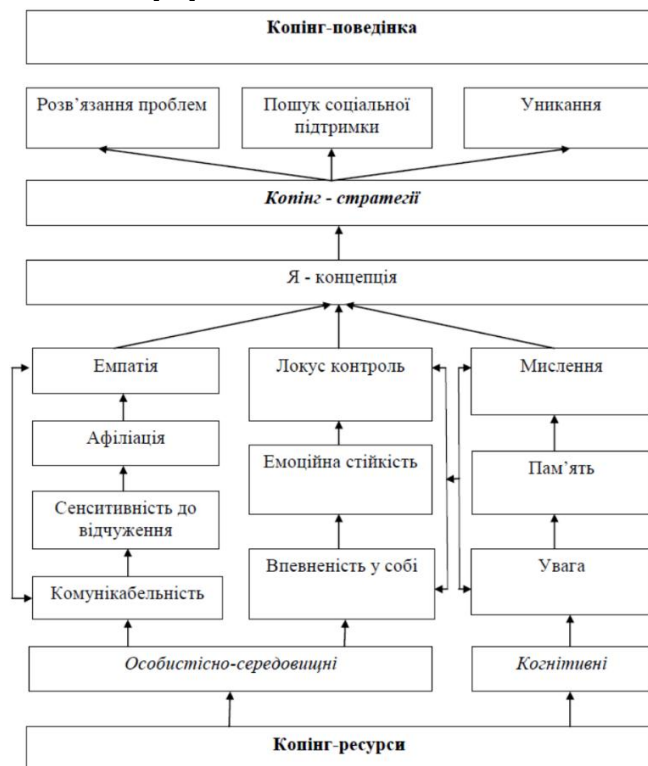 Копінг-поведінка
Розв’язання проблем
Пошук соціальної
підтримки
Уникання
Копінг - стратегії
Я - концепція
Емпатія
Локус контроль
Мислення
Афіліація
Емоційна стійкість
Пам’ять
Сенситивність до
відчуження
Впевненість у собі
Увага
Комунікабельність
Особистісно-середовищні
Когнітивні
Копінг-ресурси